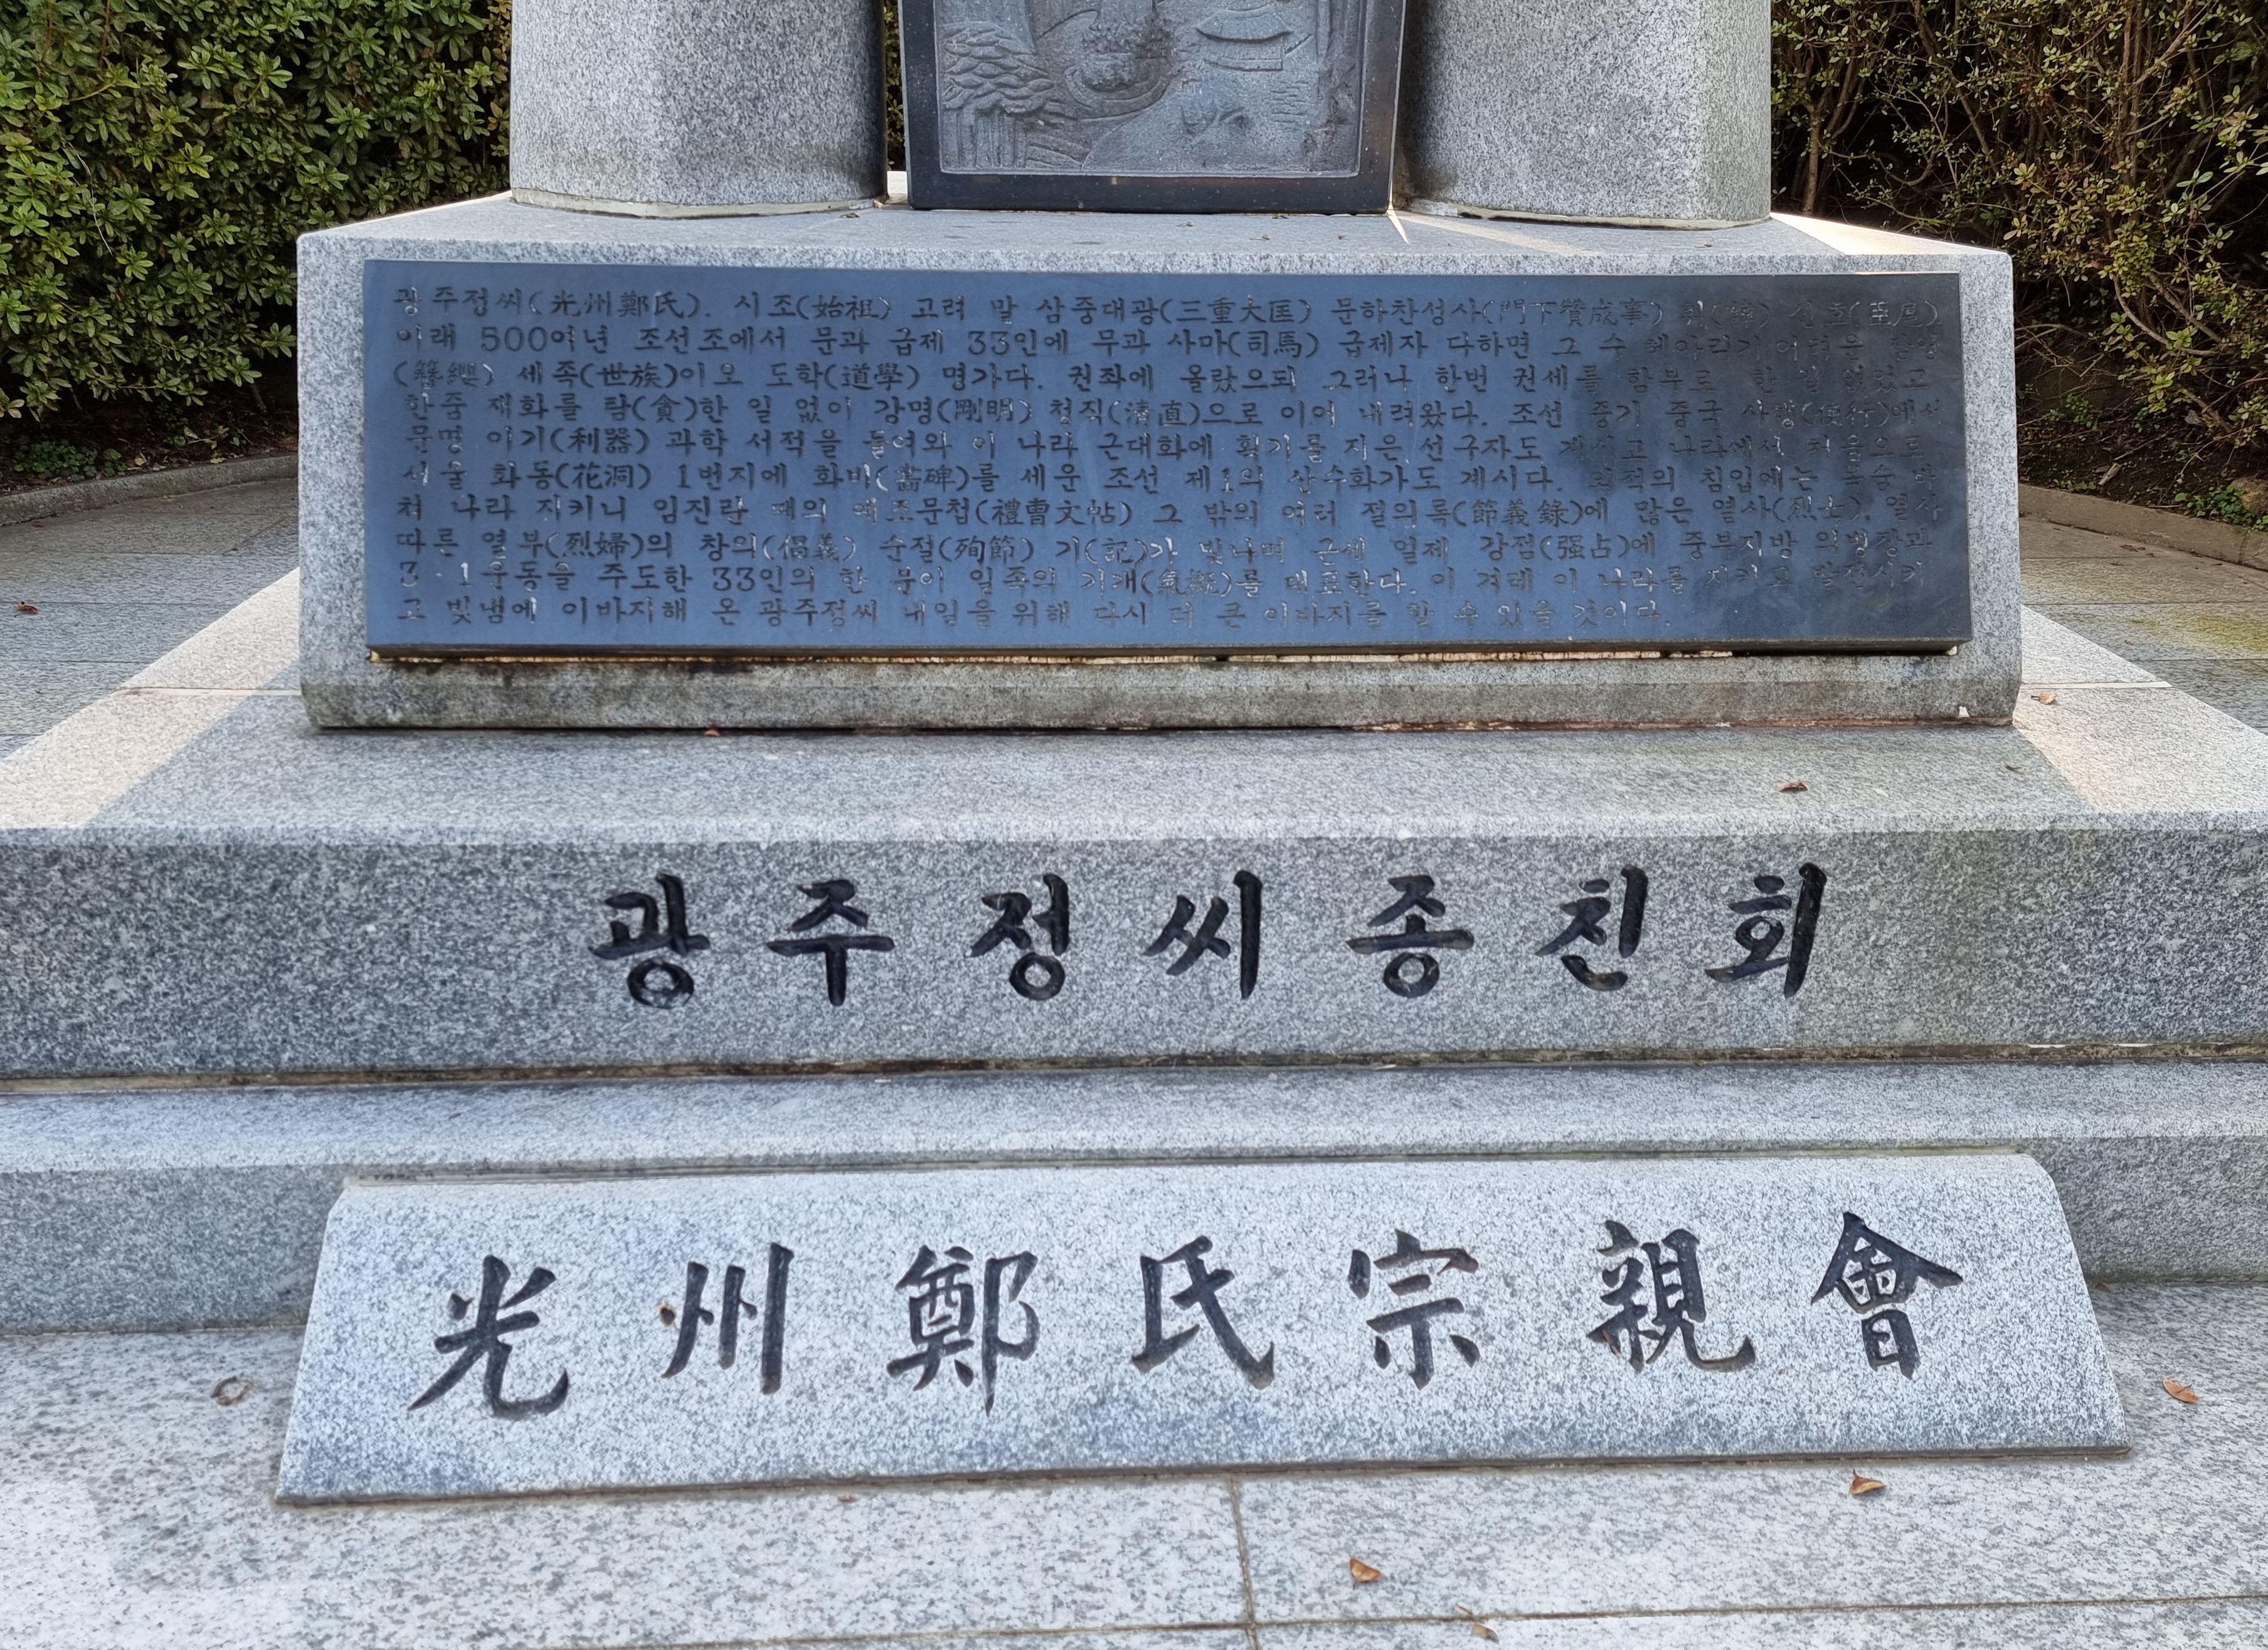 광주정씨(光州鄭氏). 시조(始祖) 고려 말 삼중대광(三重大匡) 문하찬성사(門下贊成事) 휘(諱) 신호(臣扈)
이래 500여년 조선조에서 문과 급제 33인에 무과 사마(司馬) 급제자 다하면 그 수 헤아리기 어려운 잠영
(簪纓) 세족(世族)이오 도학(道學) 명가다. 권좌에 올랐으되 그러나 한번 권세를 함부로 한 일 없었고
한중 재화를 탐(貪)한 일 없이 강명(剛明) 청직(淸直)으로 이어 내려왔다. 조선 중기 중국 사행(使行)에서
문명 이기(利器) 과학 서적을 들여와 이 나라 근대화에 획기를 지은 선구자도 계시고 나라에서 처음으로
서울 화동(花洞) 1번지에 화비(畵碑)를 세운 조선 제1의 산수화가도 계시다. 외적의 침입에는 목숨 바
쳐 나라 지키니 임진란 때의 예조문첩(禮曹文帖) 그 밖의 여러 절의록(節義錄)에 많은 열사(烈士). 열사
따른 열부(烈婦)의 창의(倡義) 순절(殉節) 기(記)가 빛나며 근세 일제 강점(强占)에 중부지방 의병장과
3·1운동을 주도한 33인의 한 분이 일족의 기개(氣槪)를 대표한다. 이 겨레 이 나라를 지키고 발전시키
고 빛냄에 이바지해 온 광주정씨 내일을 위해 다시 더 큰 이바지를 할 수 있을 것이다.
광주정씨종친회
光州鄭氏宗親會